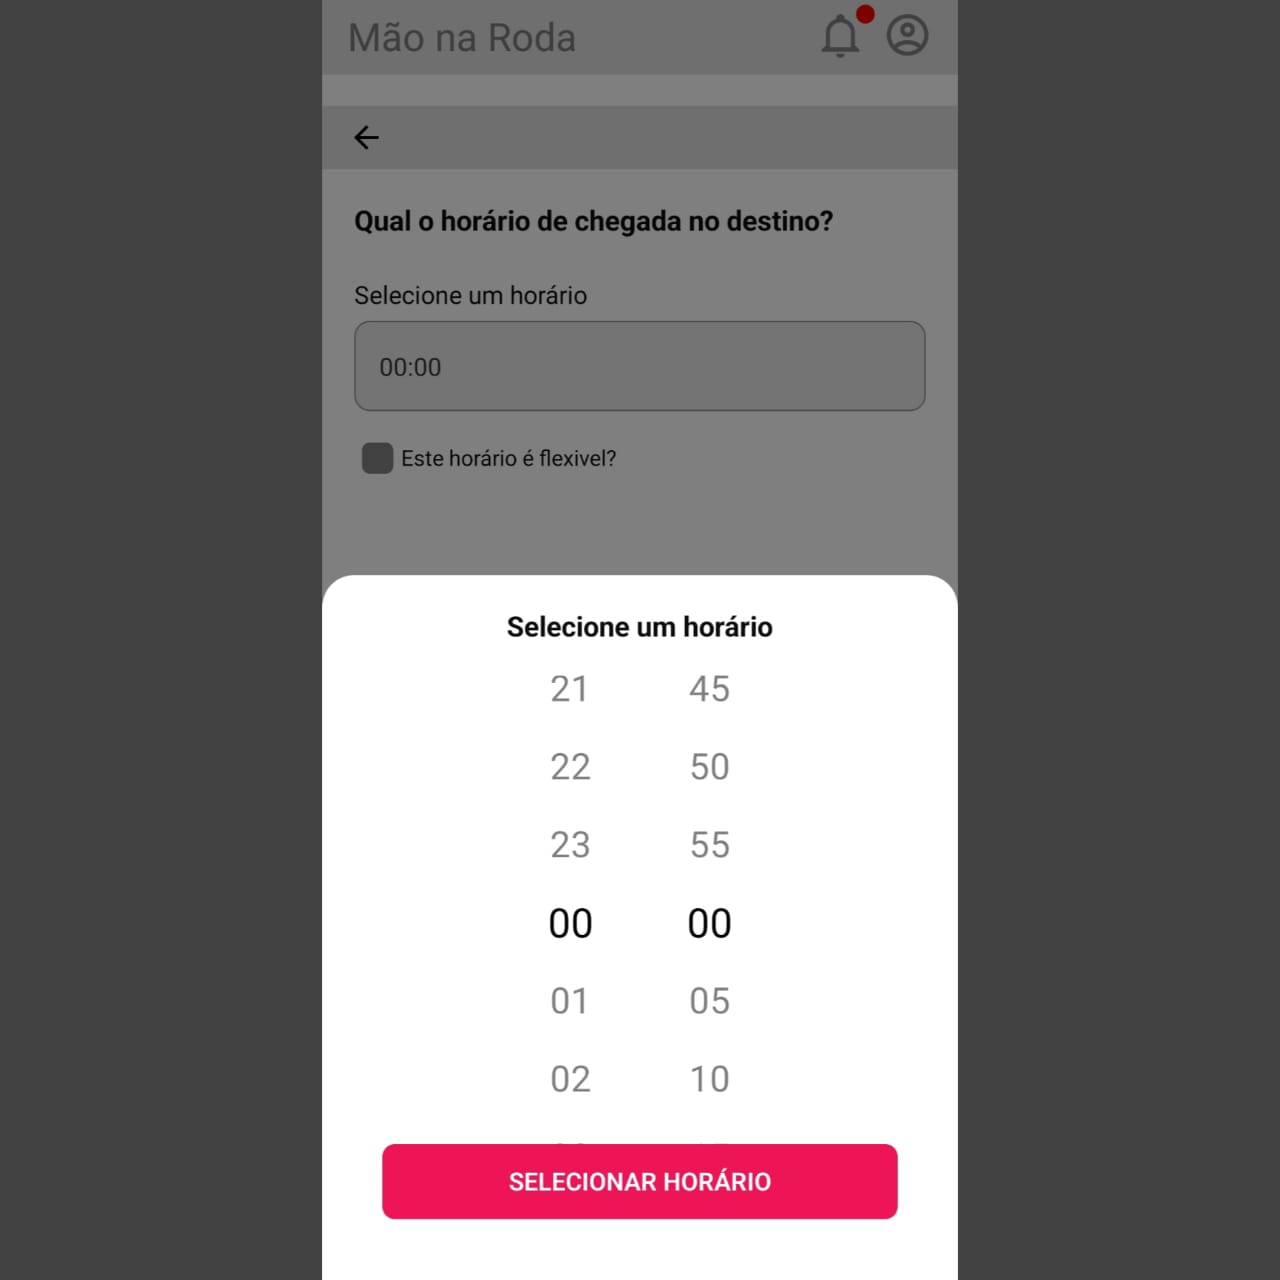 Mão na Roda
Qual o horário de chegada no destino?
Selecione um horário
00:00
Este horário é flexivel?
Selecione um horário
21 45
22 50
23 55
00 00
01 05
02 10
SELECIONAR HORÁRIO